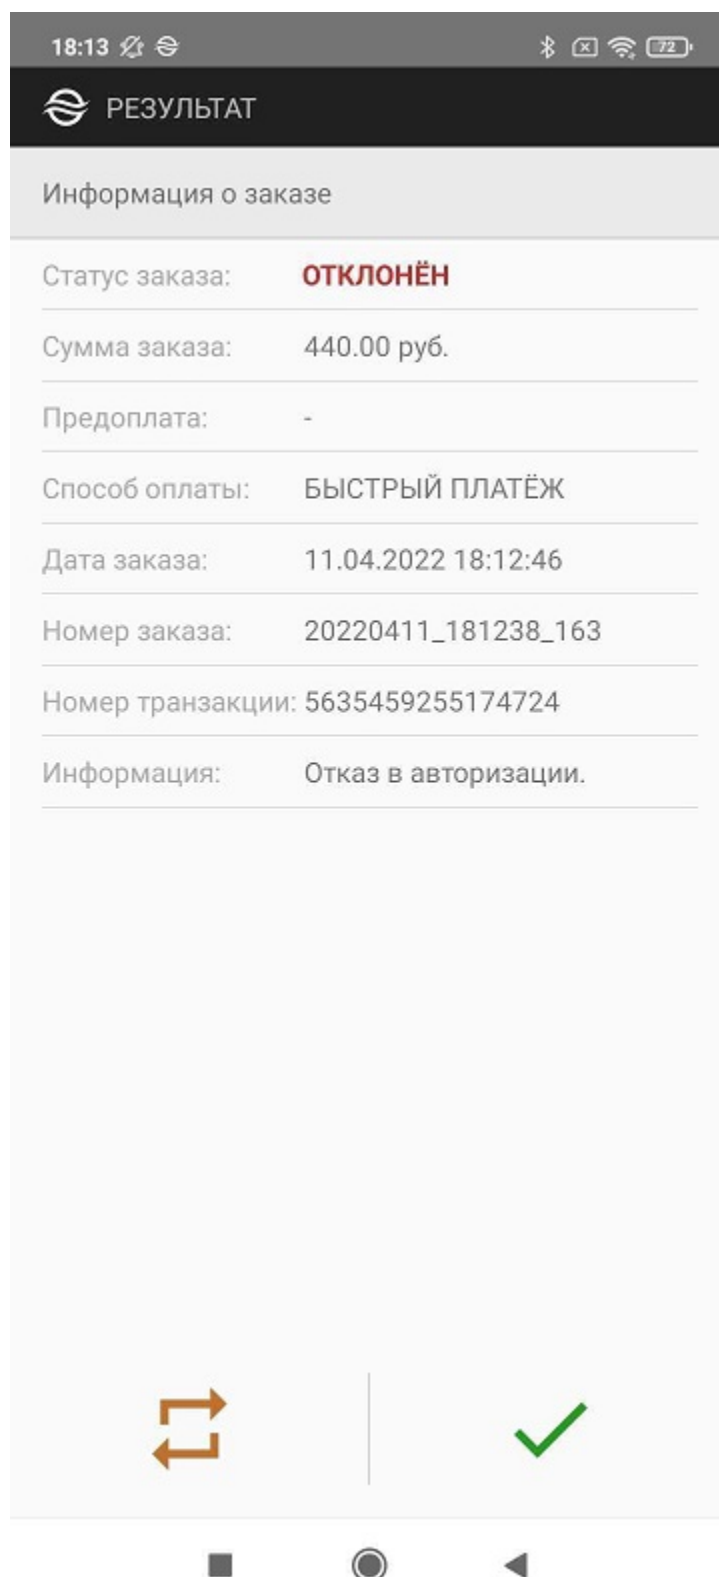 18:13 72
РЕЗУЛЬТАТ
Информация о заказе
Статус заказа: ОТКЛОНЁН
Сумма заказа: 440.00 руб.
Предоплата: -
Способ оплаты: БЫСТРЫЙ ПЛАТЁЖ
Дата заказа: 11.04.2022 18:12:46
Номер заказа: 20220411_181238_163
Номер транзакции: 5635459255174724
Информация: Отказ в авторизации.